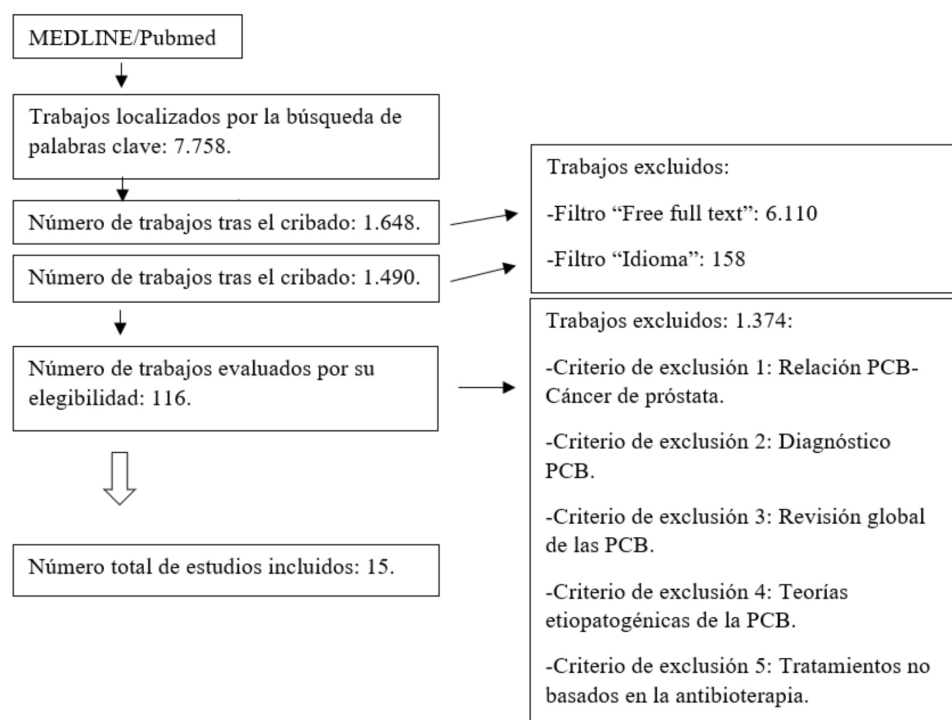 MEDLINE/Pubmed
Trabajos localizados por la búsqueda de
palabras clave: 7.758.
Número de trabajos tras el cribado: 1.648.
Número de trabajos tras el cribado: 1.490.
Número de trabajos evaluados por su
elegibilidad: 116.
Número total de estudios incluidos: 15.
Trabajos excluidos:
-Filtro “Free full text”: 6.110
-Filtro “Idioma”: 158
Trabajos excluidos: 1.374:
-Criterio de exclusión 1: Relación PCB-
Cáncer de próstata.
-Criterio de exclusión 2: Diagnóstico
PCB.
-Criterio de exclusión 3: Revisión global
de las PCB.
-Criterio de exclusión 4: Teorías
etiopatogénicas de la PCB.
-Criterio de exclusión 5: Tratamientos no
basados en la antibioterapia.